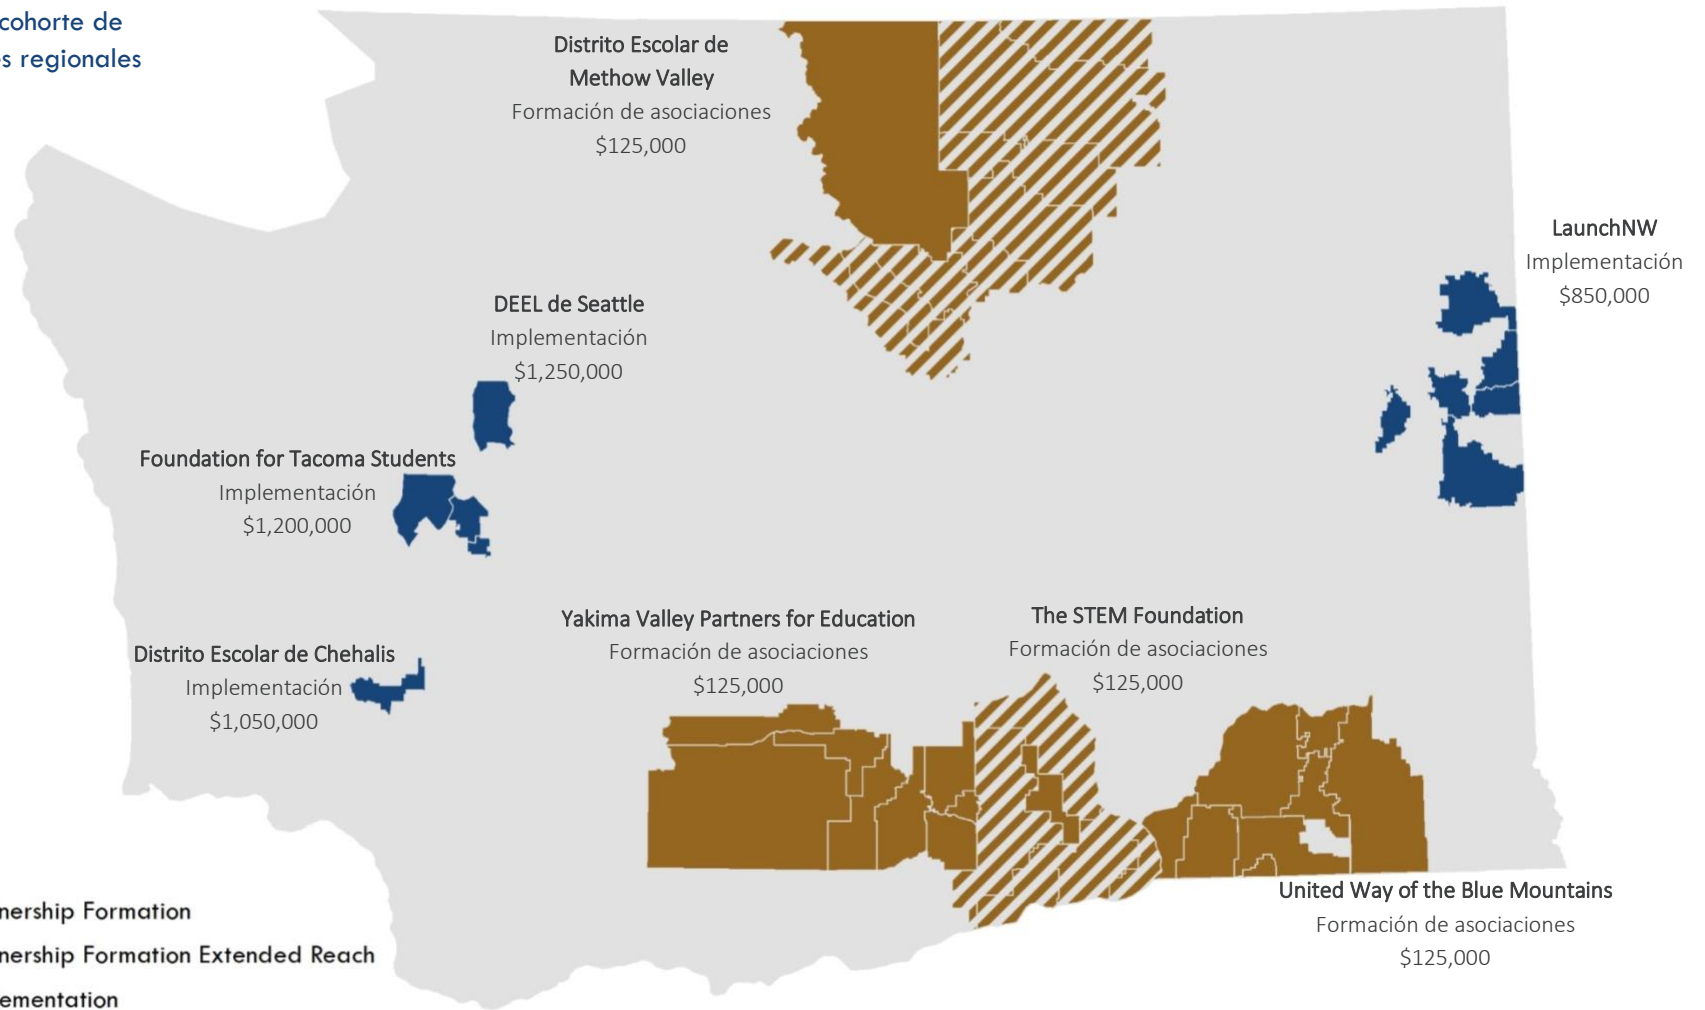 cohorte de
regionales
Distrito Escolar de
Methow Valley
Formación de asociaciones
$125,000
LaunchNW
Implementación
$850,000
DEEL de Seattle
Implementación
$1,250,000
Foundation for Tacoma Students
Implementación
$1,200,000
Yakima Valley Partners for Education
Formación de asociaciones
$125,000
The STEM Foundation
Formación de asociaciones
$125,000
Distrito Escolar de Chehalis
Implementación
$1,050,000
United Way of the Blue Mountains
Formación de asociaciones
$125,000
Formation
Formation Extended Reach